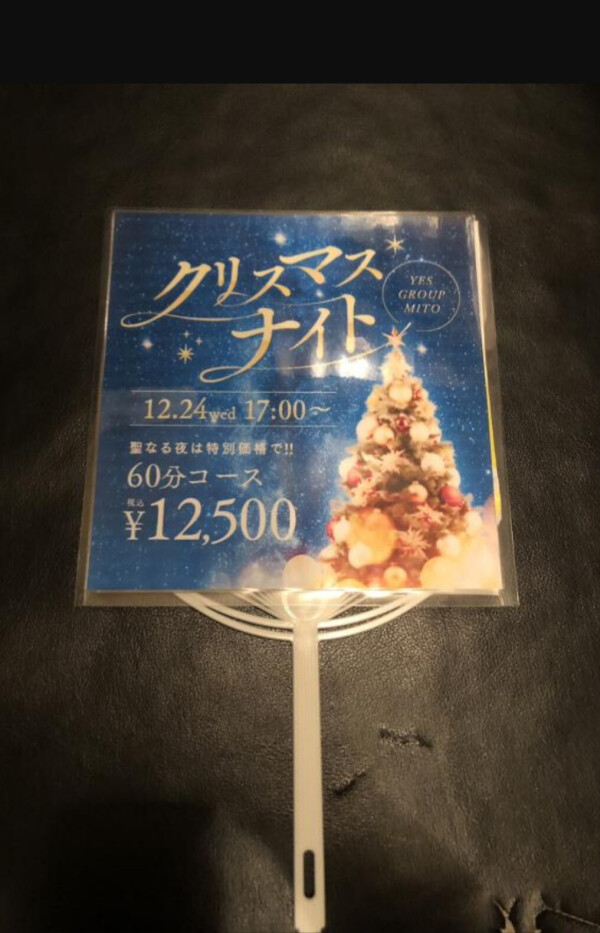 クリスマス
ナイト
YES
GROUP
MITO
12.24wed 17:00～
聖なる夜は特別価格で!!
60分コース
税込
¥12,500